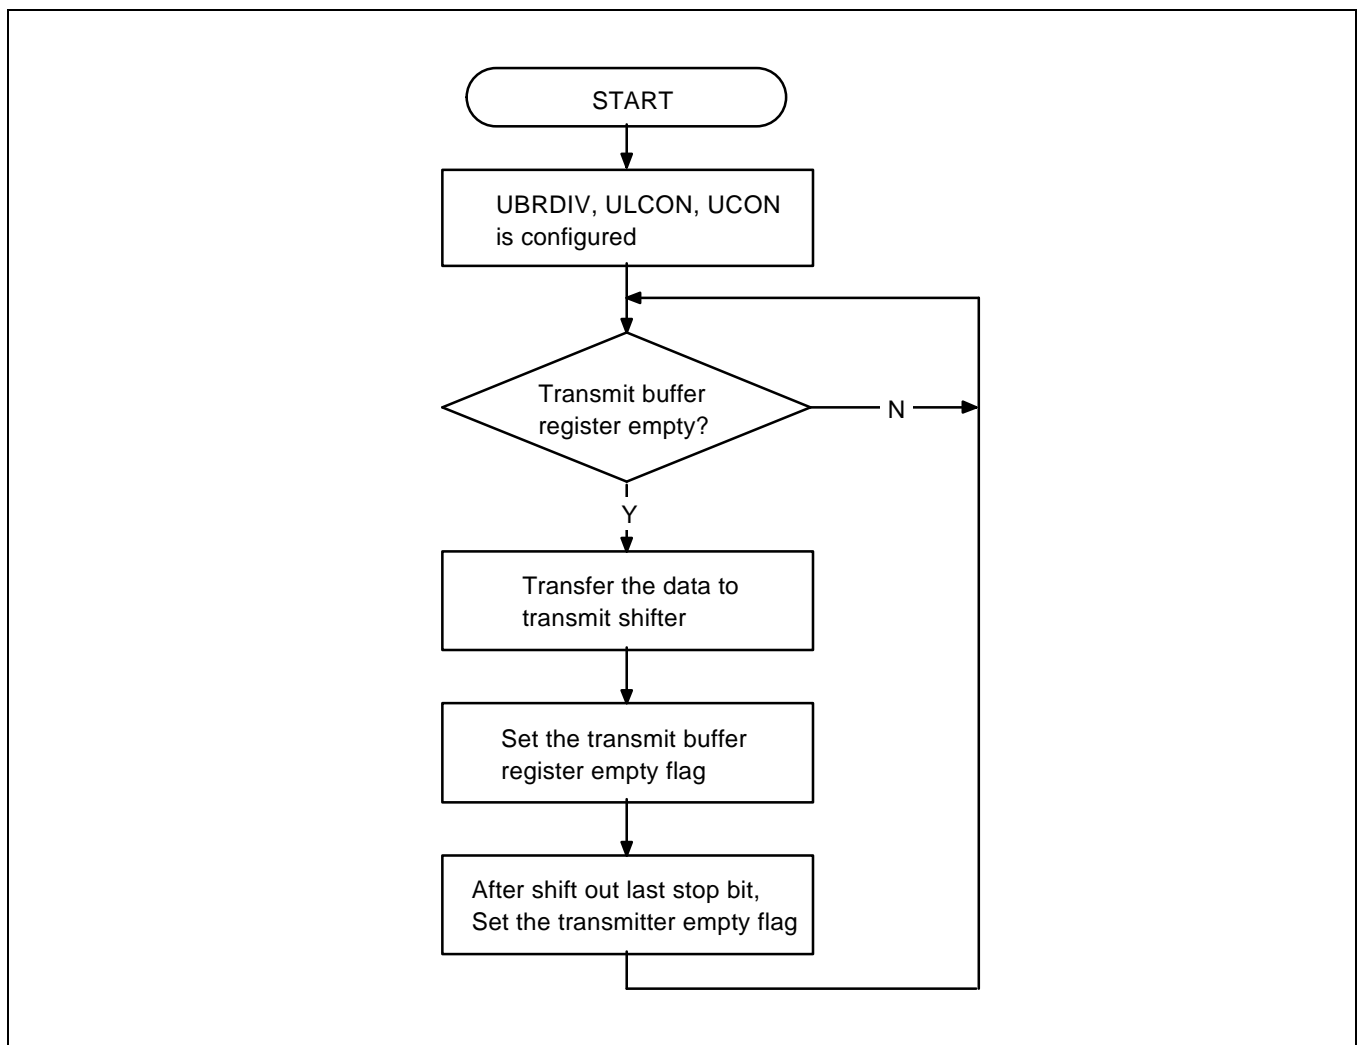 START
UBRDIV, ULCON, UCON
is configured
Transmit buffer
register empty?
N
Y
Transfer the data to
transmit shifter
Set the transmit buffer
register empty flag
After shift out last stop bit,
Set the transmitter empty flag